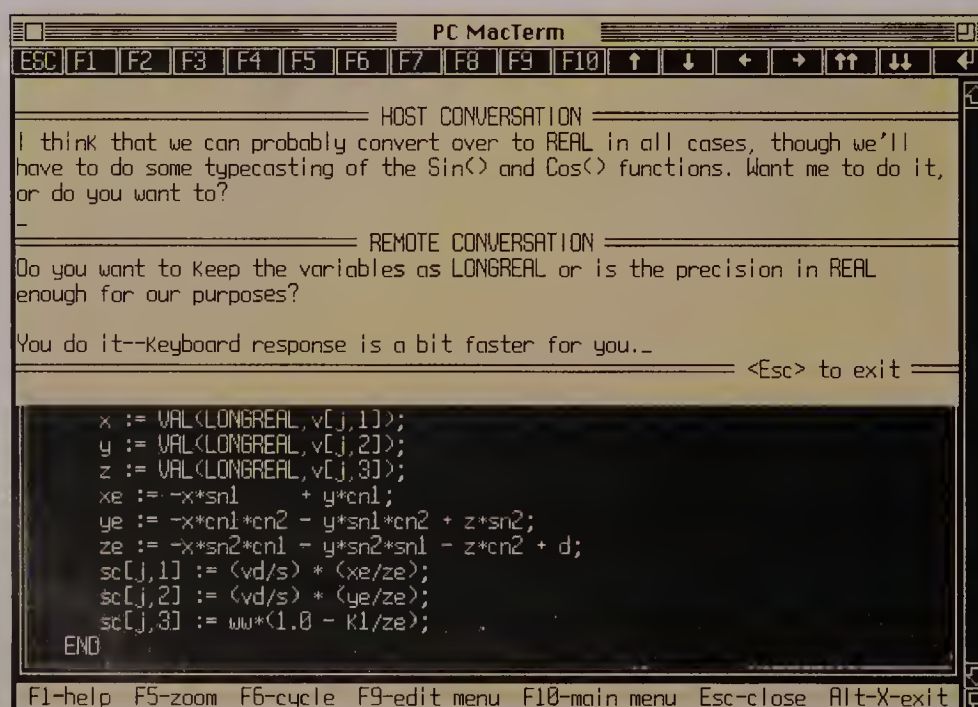 PC MacTerm
ESC F1 F2 F3 F4 F5 F6 F7 F8 F9 F10 ↑ ↓ ← → ↑↑ ↓↓ ↵
HOST CONVERSATION
I think that we can probably convert over to REAL in all cases, though we'll
have to do some typecasting of the Sin() and Cos() functions. Want me to do it,
or do you want to?
_
REMOTE CONVERSATION
Do you want to Keep the variables as LONGREAL or is the precision in REAL
enough for our purposes?
You do it--Keyboard response is a bit faster for you._
<Esc> to exit
x := VAL(LONGREAL,v[j,1]);
y := VAL(LONGREAL,v[j,2]);
z := VAL(LONGREAL,v[j,3]);
xe := -x*sn1 + y*cn1;
ye := -x*cn1*cn2 - y*sn1*cn2 + z*sn2;
ze := -x*sn2*cn1 - y*sn2*sn1 - z*cn2 + d;
sc[j,1] := (vd/s) * (xe/ze);
sc[j,2] := (vd/s) * (ye/ze);
sc[j,3] := ww*(1.0 - K1/ze);
END
F1-help F5-zoom F6-cycle F9-edit menu F10-main menu Esc-close Alt-X-exit